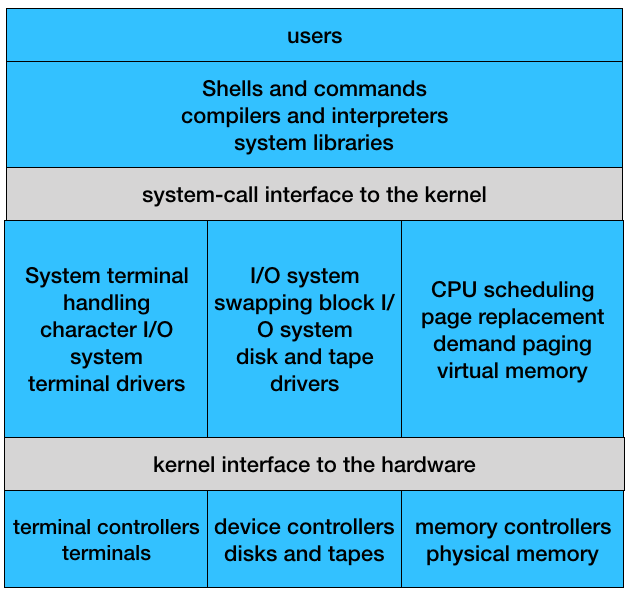 users
Shells and commands
compilers and interpreters
system libraries
system-call interface to the kernel
System terminal
handling
character I/O
system
terminal drivers
I/O system
swapping block I/
O system
disk and tape
drivers
CPU scheduling
page replacement
demand paging
virtual memory
kernel interface to the hardware
terminal controllers
terminals
device controllers
disks and tapes
memory controllers
physical memory